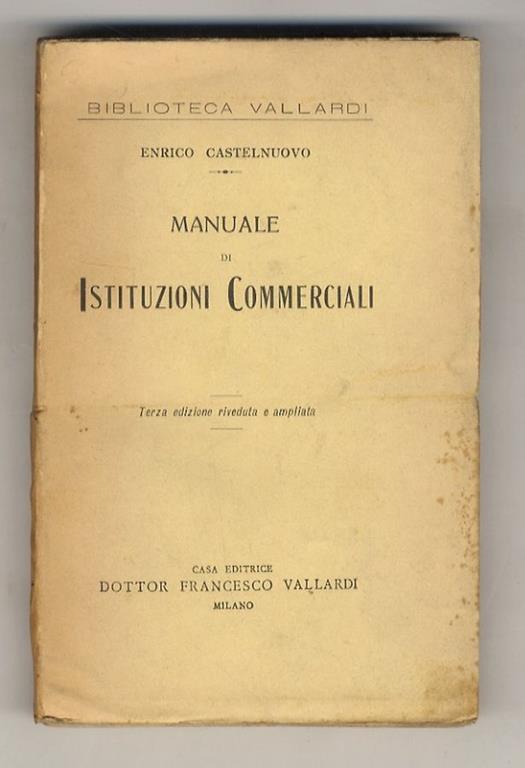 BIBLIOTECA VALLARDI
ENRICO CASTELNUOVO
MANUALE
DI
ISTITUZIONI COMMERCIALI
Terza edizione riveduta e ampliata
CASA EDITRICE
DOTTOR FRANCESCO VALLARDI
MILANO